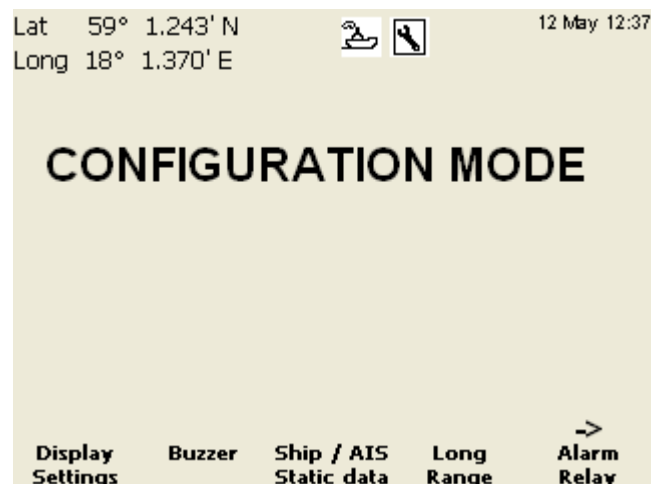 Lat 59° 1.243' N
12 May 12:37
Long 18° 1.370' E
CONFIGURATION MODE
->
Display Settings
Buzzer
Ship / AIS Static data
Long Range
Alarm Relay